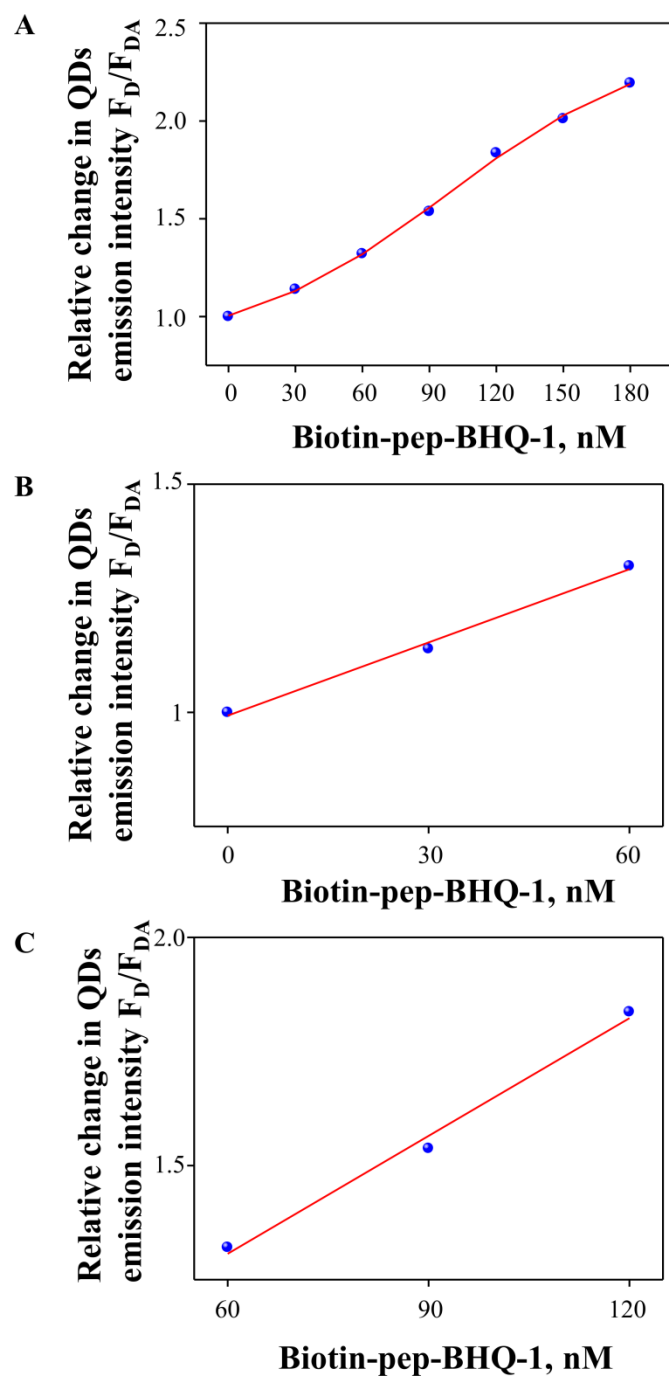 A
Relative change in QDs
emission intensity F_D/F_DA
2.5
2.0
1.5
1.0
0 30 60 90 120 150 180
Biotin-pep-BHQ-1, nM
B
Relative change in QDs
emission intensity F_D/F_DA
1.5
1
0 30 60
Biotin-pep-BHQ-1, nM
C
Relative change in QDs
emission intensity F_D/F_DA
2.0
1.5
60 90 120
Biotin-pep-BHQ-1, nM